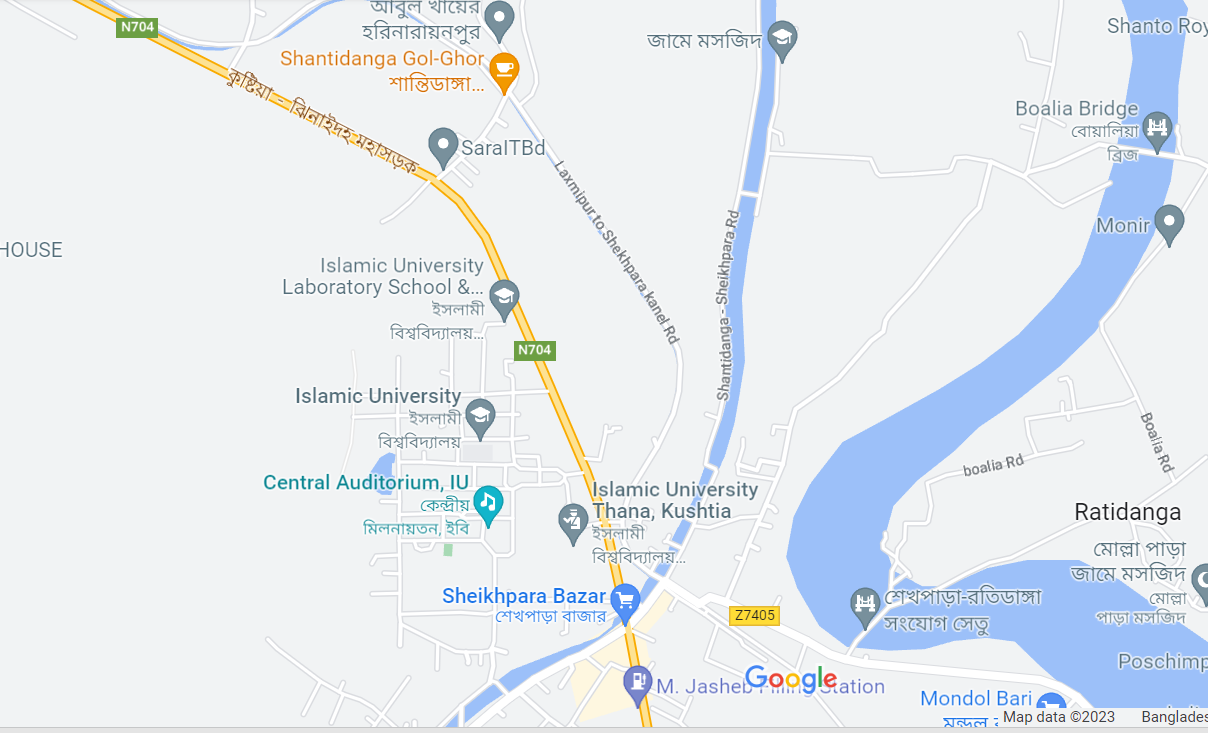 আবুল খায়ের
হরিনারায়নপুর
N704
Shantidanga Gol-Ghor
শান্তিডাঙ্গা...
জামে মসজিদ
Shanto Roy
Boalia Bridge
বোয়ালিয়া
ব্রিজ
কুষ্টিয়া - ঝিনাইদহ মহাসড়ক
SaraITBd
Laxmipur to Shekhpara kanel Rd
Shantidanga - Sheikhpara Rd
Monir
HOUSE
Islamic University
Laboratory School &...
ইসলামী
বিশ্ববিদ্যালয়...
N704
Islamic University
ইসলামী
বিশ্ববিদ্যালয়
Boalia Rd
boalia Rd
Central Auditorium, IU
কেন্দ্রীয়
মিলনায়তন, ইবি
Islamic University
Thana, Kushtia
ইসলামী
বিশ্ববিদ্যালয়...
Ratidanga
মোল্লা পাড়া
জামে মসজিদ
মোল্লা
পাড়া মসজিদ
Sheikhpara Bazar
শেখপাড়া বাজার
Z7405
শেখপাড়া-রতিডাঙ্গা
সংযোগ সেতু
Poschimp
Google
M. Jasheb Filling Station
Mondol Bari
মন্ডল
Map data ©2023
Banglades